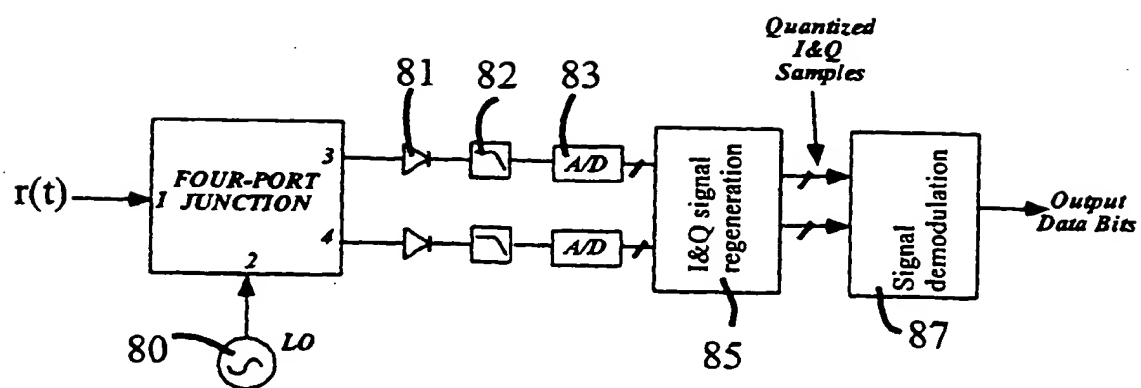 Quantized
I&Q
Samples
81
82
83
3
A/D
r(t)
1
FOUR-PORT
JUNCTION
4
A/D
2
I&Q signal
regeneration
Signal
demodulation
Output
Data Bits
80
LO
85
87